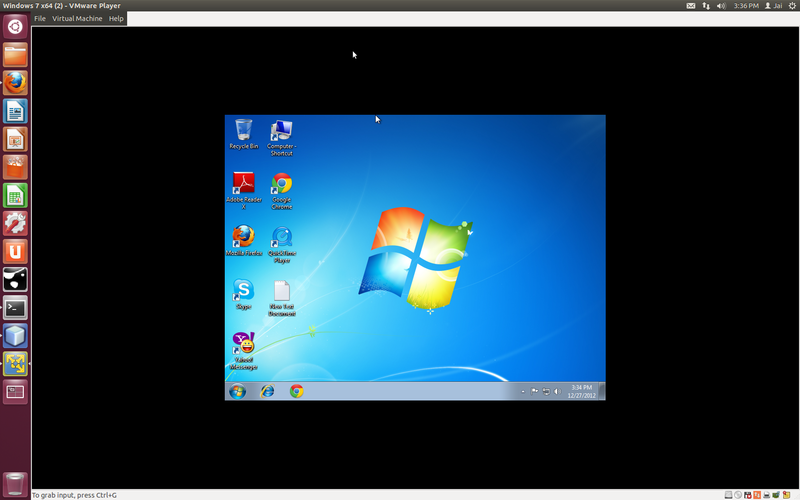 Windows 7 x64 (2) - VMware Player
3:36 PM
Jai
File Virtual Machine Help
Recycle Bin
Computer -
Shortcut
Adobe Reader
X
Google
Chrome
Mozilla Firefox
QuickTime
Player
Skype
New Text
Document
Yahoo!
Messenger
3:34 PM
12/27/2012
To grab input, press Ctrl+G